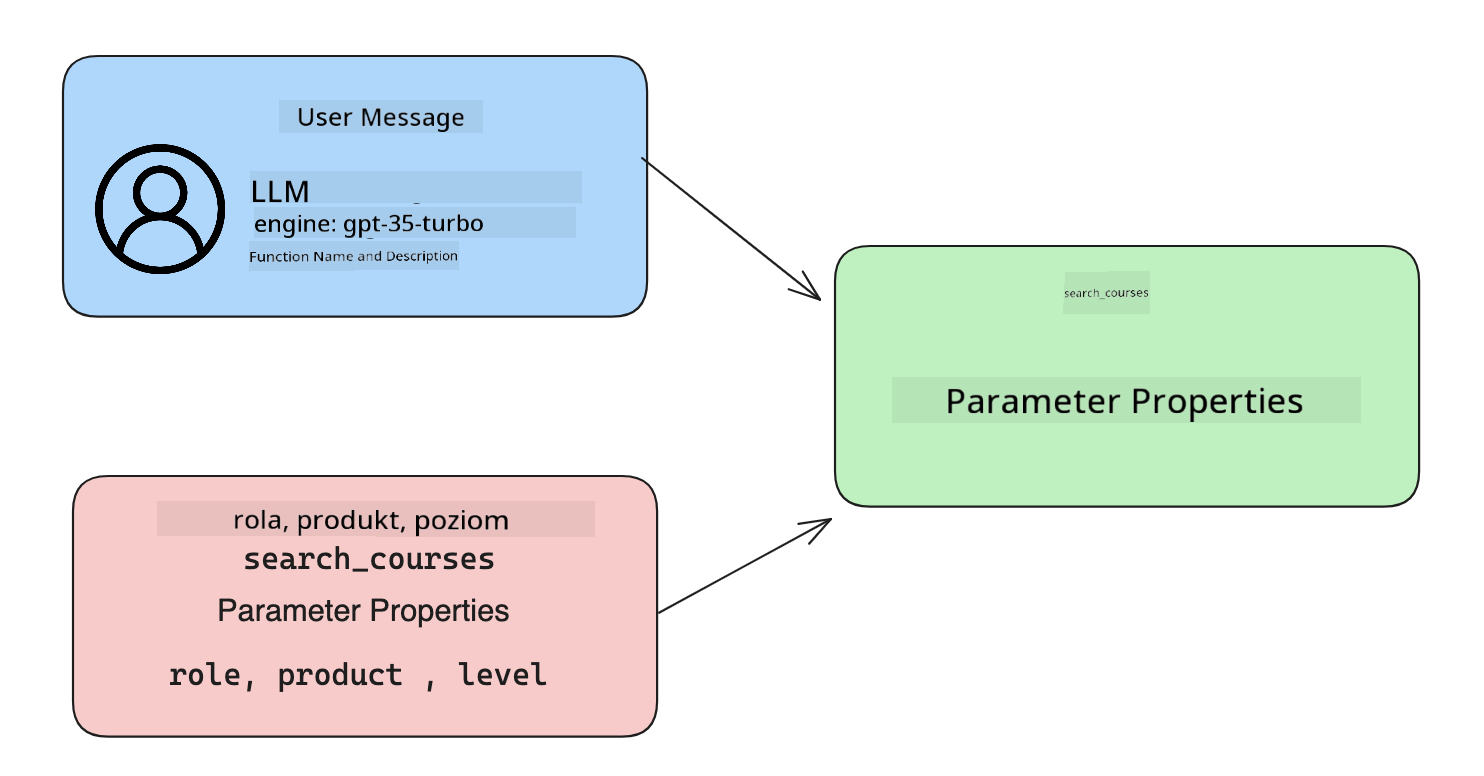 User Message
LLM
engine: gpt-35-turbo
Function Name and Description
search_courses
Parameter Properties
rola, produkt, poziom
search_courses
Parameter Properties
role, product , level